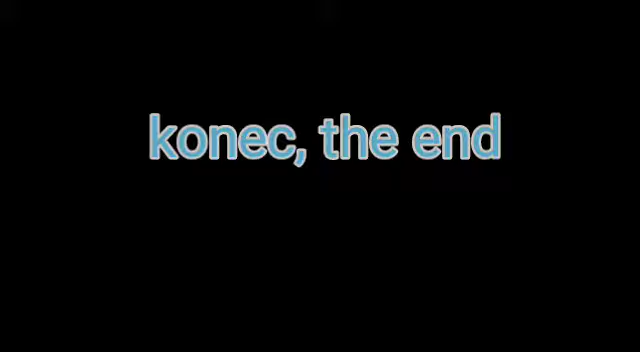 konec, the end